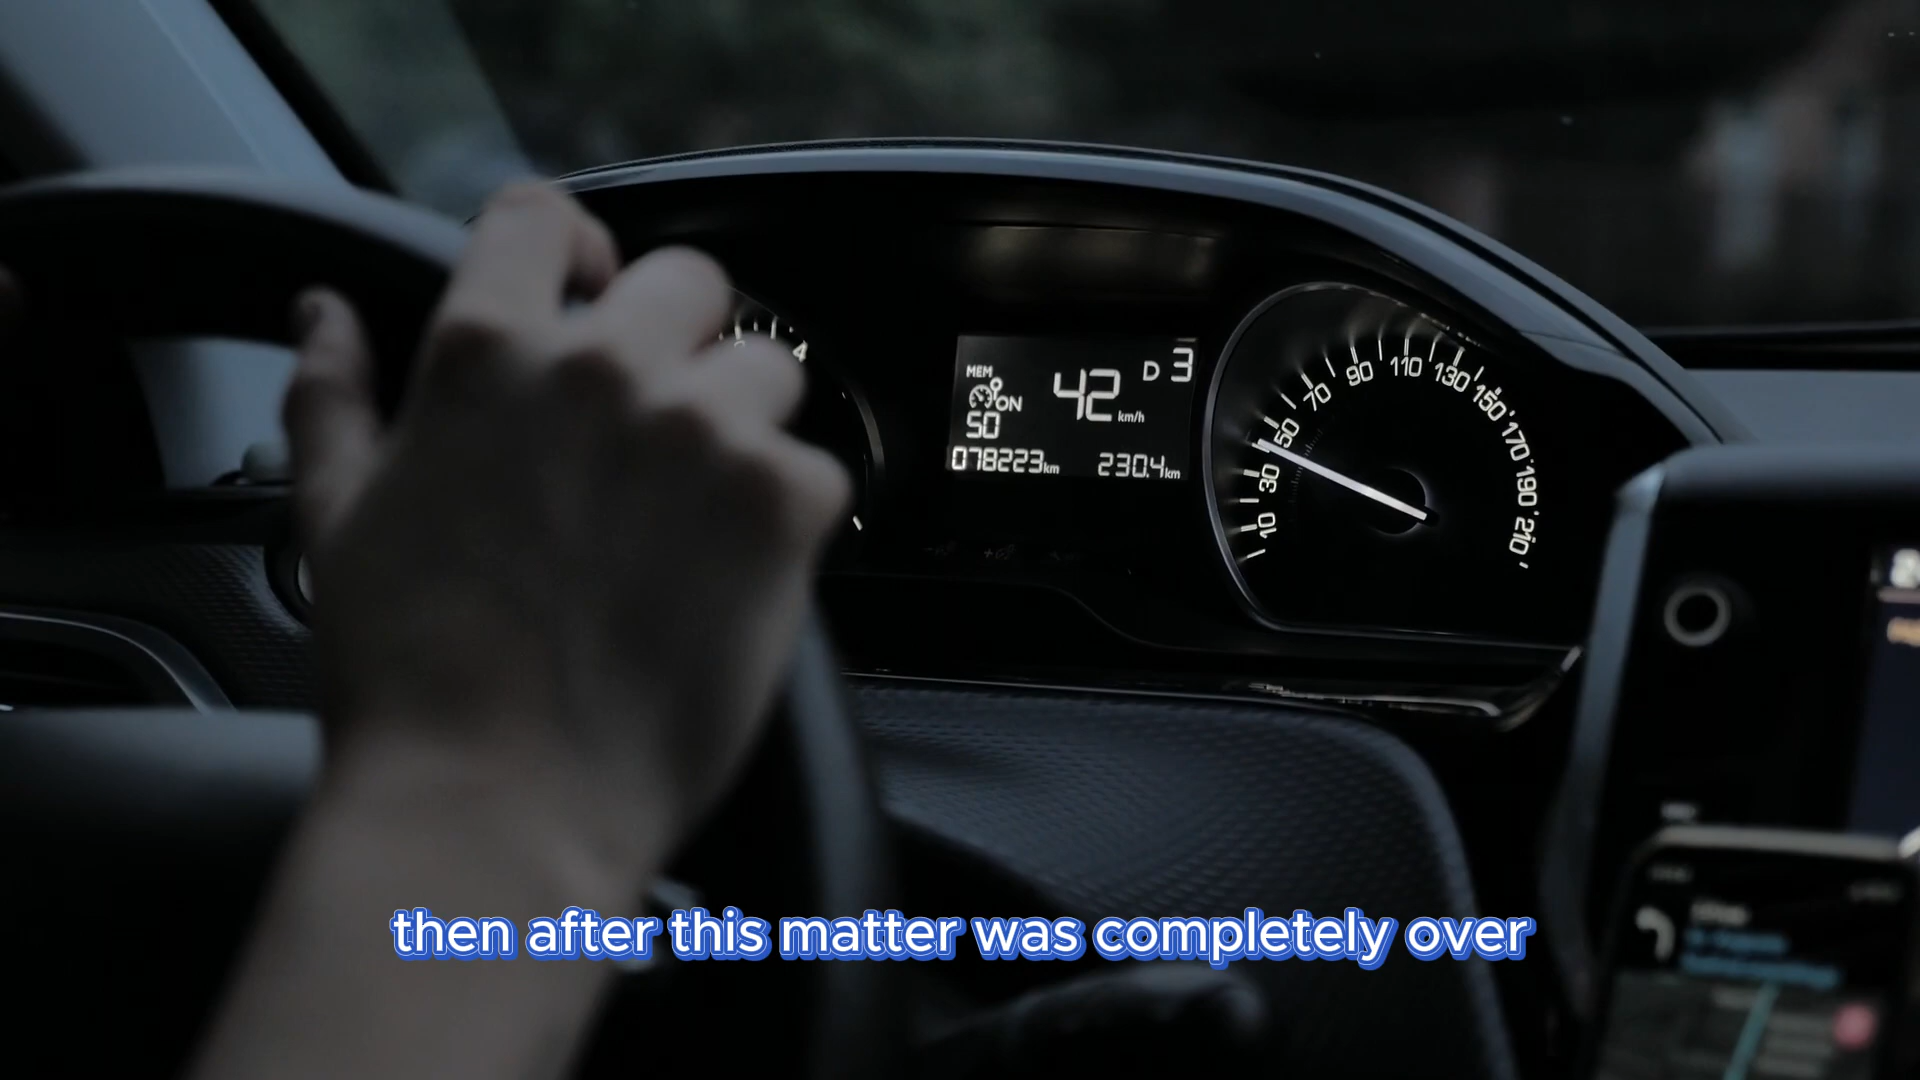 4
MEM
ON
50
42 km/h
D 3
078223km
230.4km
10
30
50
70
90
110
130
150
170
190
210
then after this matter was completely over